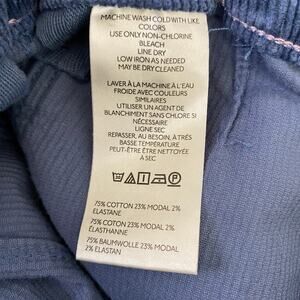 MACHINE WASH COLD WITH LIKE
COLORS
USE ONLY NON-CHLORINE
BLEACH
LINE DRY
LOW IRON AS NEEDED
MAY BE DRY CLEANED
LAVER À LA MACHINE À L'EAU
FROIDE AVEC COULEURS
SIMILAIRES
UTILISER UN AGENT DE
BLANCHIMENT SANS CHLORE SI
NÉCESSAIRE
LIGNE SEC
REPASSER, AU BESOIN, À TRÈS
BASSE TEMPÉRATURE
PEUT-ÊTRE ÊTRE NETTOYÉE
À SEC
75% COTTON 23% MODAL 2%
ELASTANE
75% COTON 23% MODAL 2%
ÉLASTHANNE
75% BAUMWOLLE 23% MODAL
2% ELASTAN